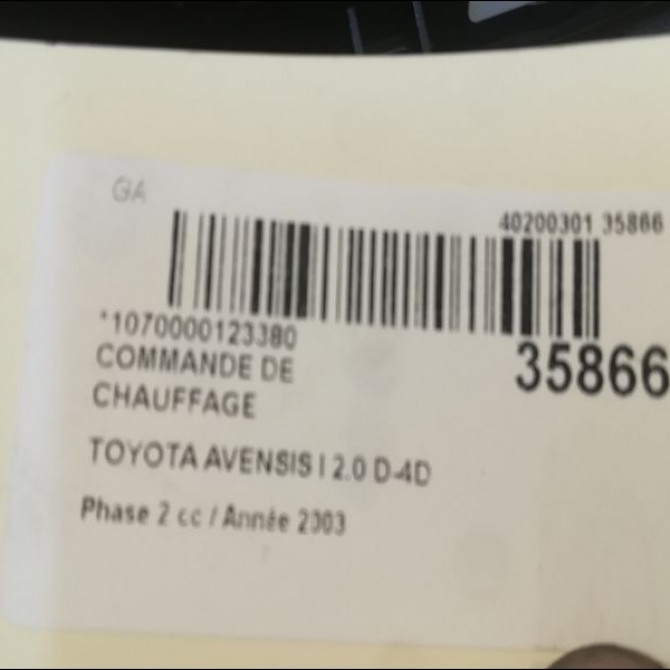 GA
40200301 35866
*1070000123380
35866
COMMANDE DE
CHAUFFAGE
TOYOTA AVENSIS I 2.0 D-4D
Phase 2 cc / Année 2003